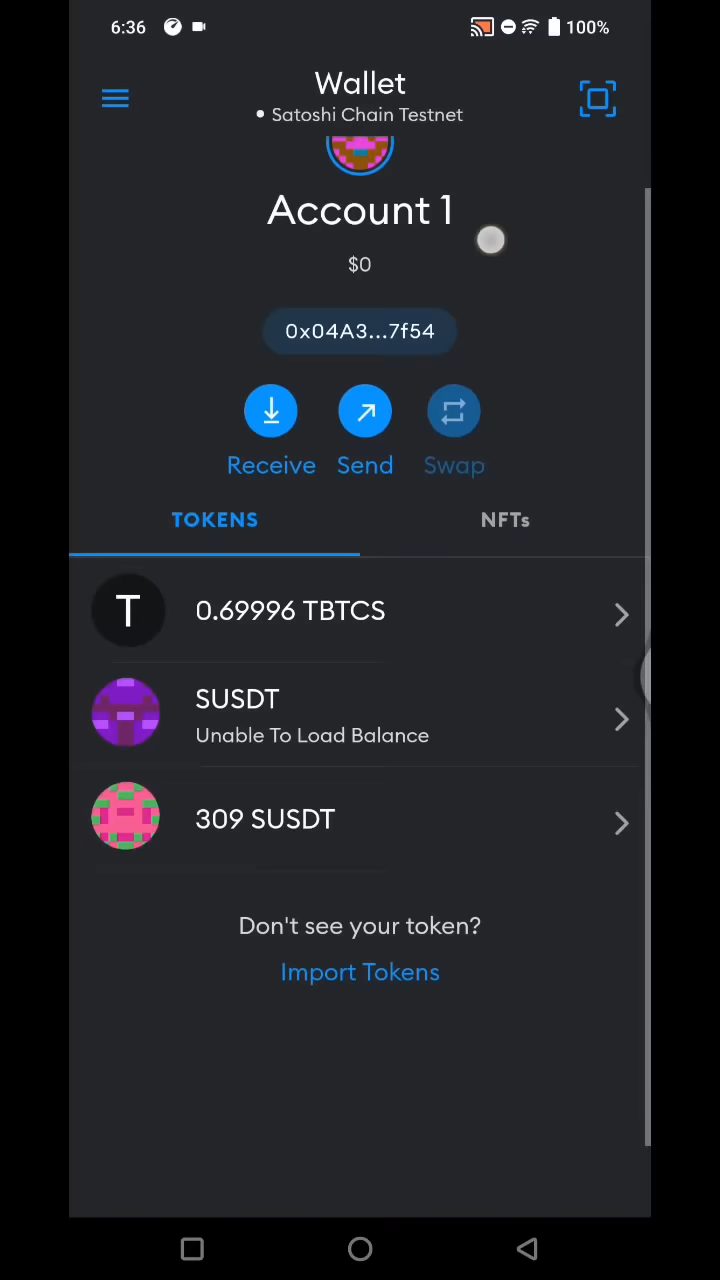 6:36
100%
Wallet
Satoshi Chain Testnet
Account 1
$0
0x04A3...7f54
Receive Send Swap
TOKENS NFTs
T
0.69996 TBTCS
SUSDT
Unable To Load Balance
309 SUSDT
Don't see your token?
Import Tokens